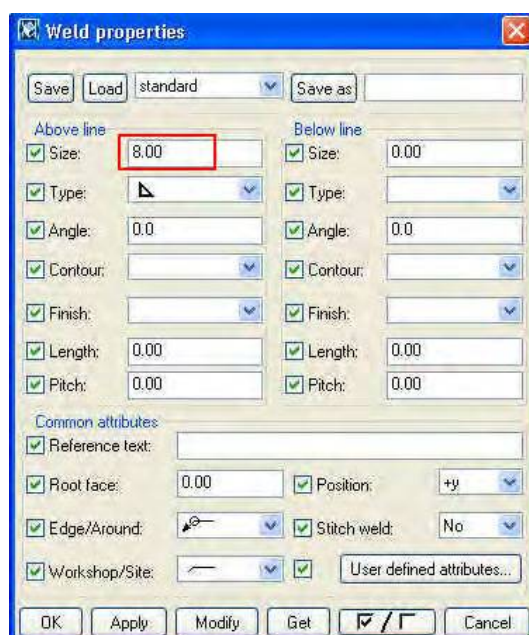 Weld properties
Save Load standard Save as
Above line Below line
Size: 8.00 Size: 0.00
Type: Type:
Angle: 0.0 Angle: 0.0
Contour: Contour:
Finish: Finish:
Length: 0.00 Length: 0.00
Pitch: 0.00 Pitch: 0.00
Common attributes
Reference text:
Root face: 0.00 Position: +y
Edge/Around: Stitch weld: No
Workshop/Site: User defined attributes...
OK Apply Modify Get / Cancel